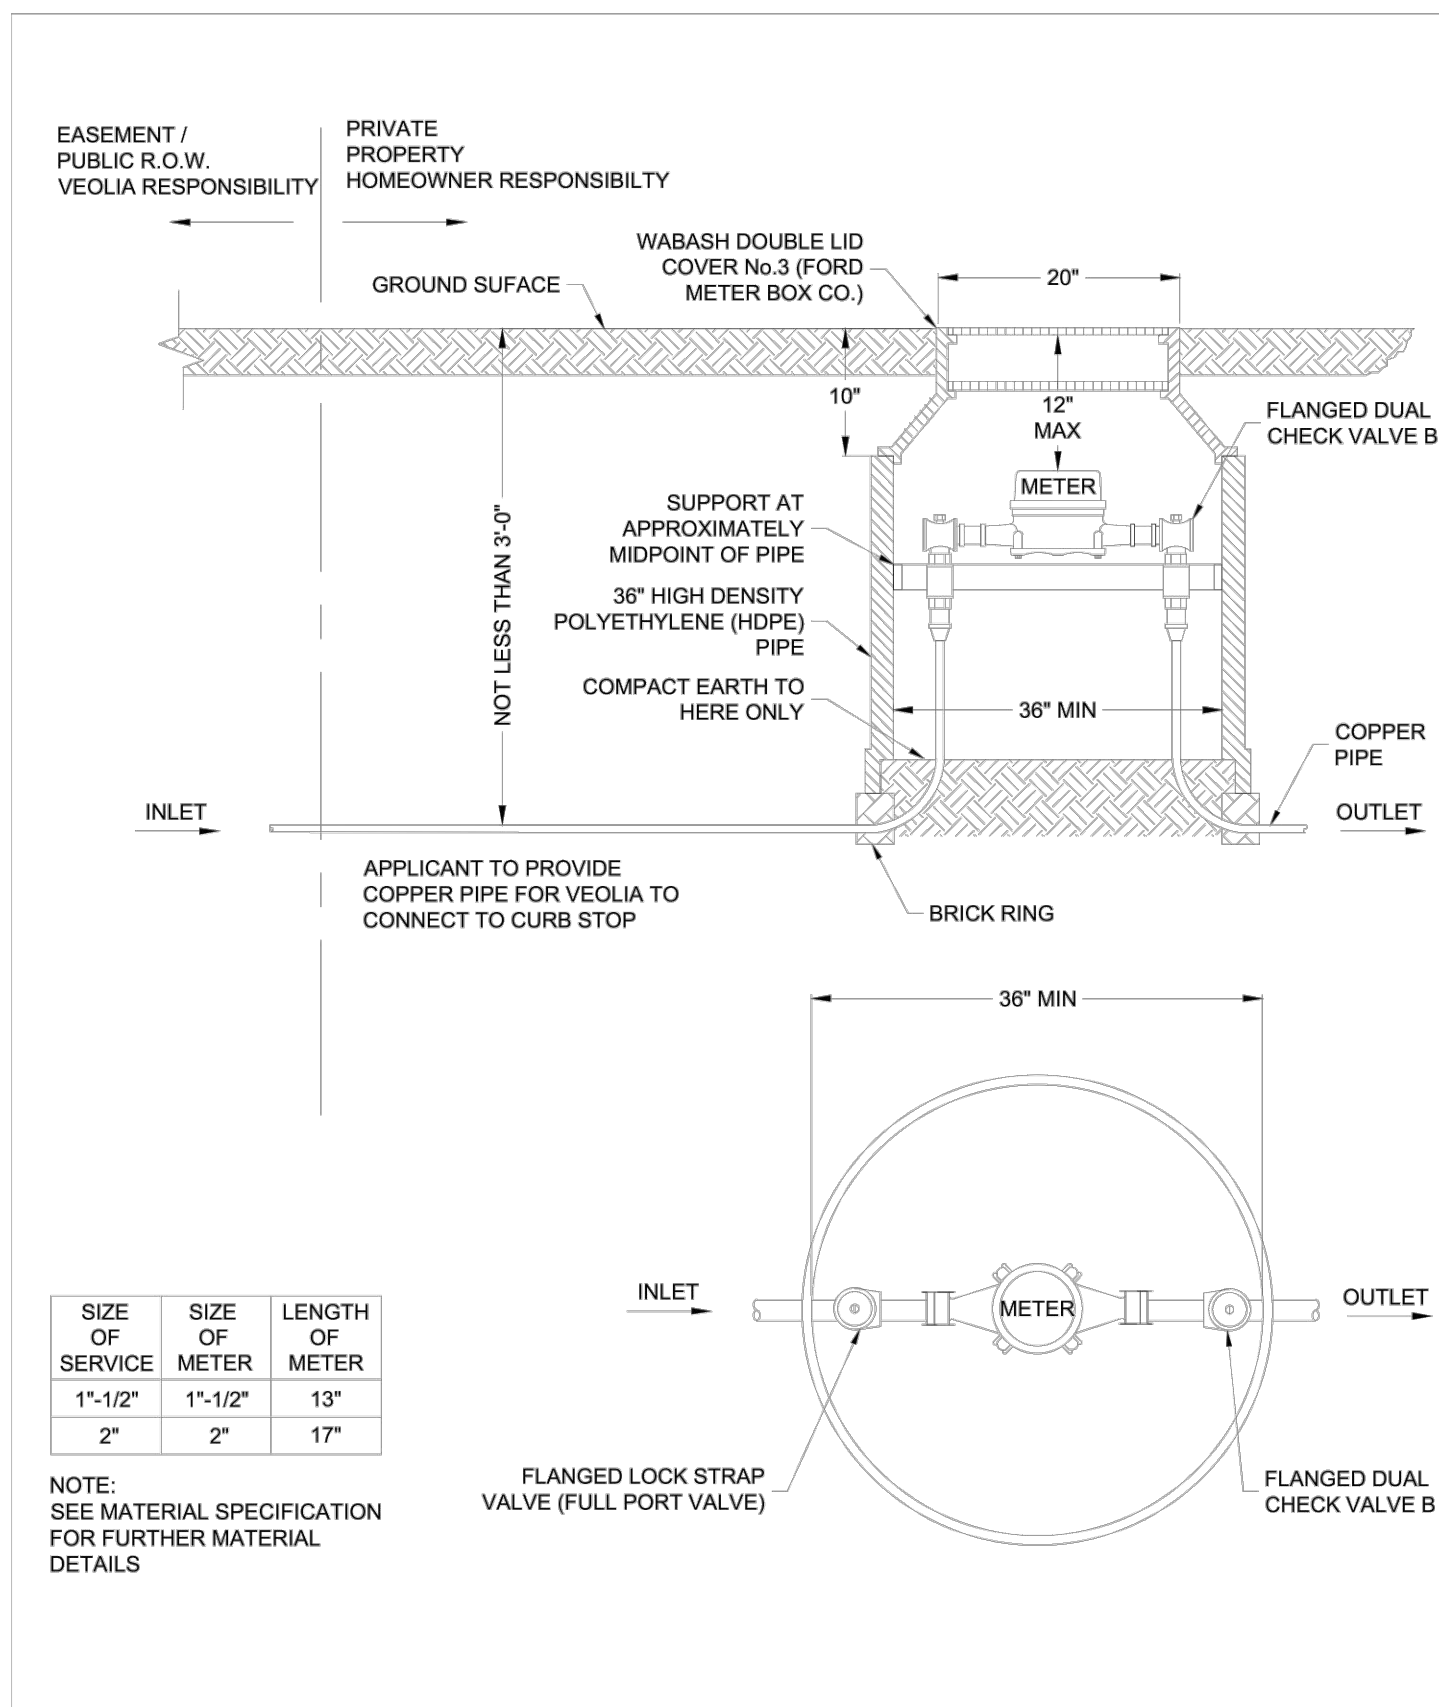 EASEMENT /
PUBLIC R.O.W.
VEOLIA RESPONSIBILITY
PRIVATE
PROPERTY
HOMEOWNER RESPONSIBILTY
GROUND SUFACE
WABASH DOUBLE LID
COVER No.3 (FORD
METER BOX CO.)
20"
10"
12"
MAX
FLANGED DUAL
CHECK VALVE B
METER
SUPPORT AT
APPROXIMATELY
MIDPOINT OF PIPE
NOT LESS THAN 3'-0"
36" HIGH DENSITY
POLYETHYLENE (HDPE)
PIPE
COMPACT EARTH TO
HERE ONLY
36" MIN
COPPER
PIPE
INLET
OUTLET
APPLICANT TO PROVIDE
COPPER PIPE FOR VEOLIA TO
CONNECT TO CURB STOP
BRICK RING
36" MIN
INLET
METER
OUTLET
SIZE OF SERVICE SIZE OF METER LENGTH OF METER
1"-1/2" 1"-1/2" 13"
2" 2" 17"
FLANGED LOCK STRAP
VALVE (FULL PORT VALVE)
FLANGED DUAL
CHECK VALVE B
NOTE:
SEE MATERIAL SPECIFICATION
FOR FURTHER MATERIAL
DETAILS